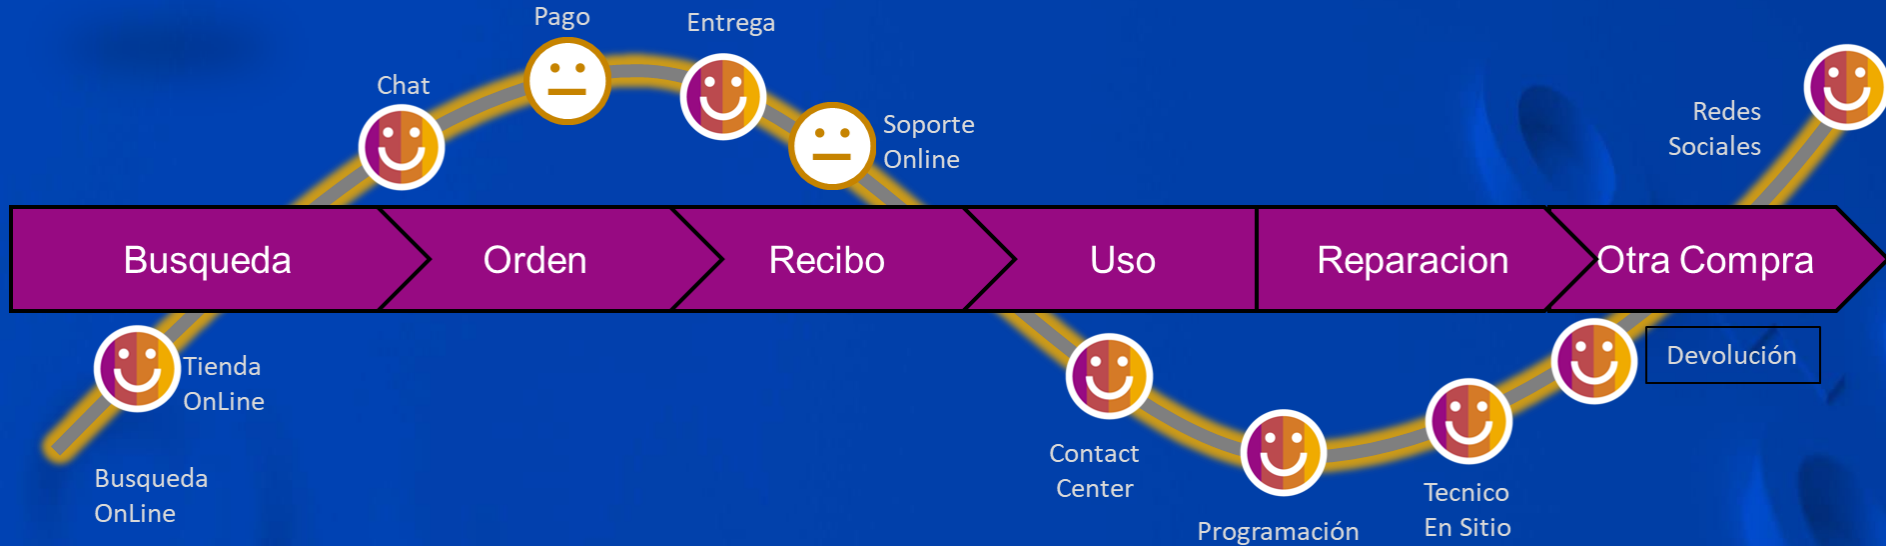 Pago
Entrega
Chat
Soporte
Online
Redes
Sociales
Busqueda
Orden
Recibo
Uso
Reparacion
Otra Compra
Tienda
OnLine
Devolución
Contact
Center
Busqueda
OnLine
Tecnico
En Sitio
Programación